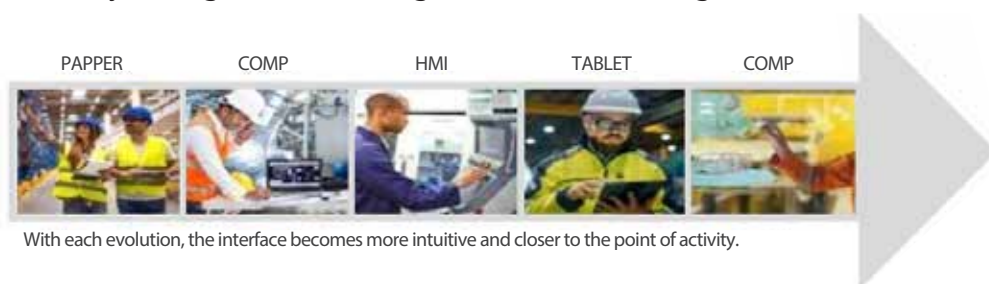 PAPPER COMP HMI TABLET COMP
With each evolution, the interface becomes more intuitive and closer to the point of activity.